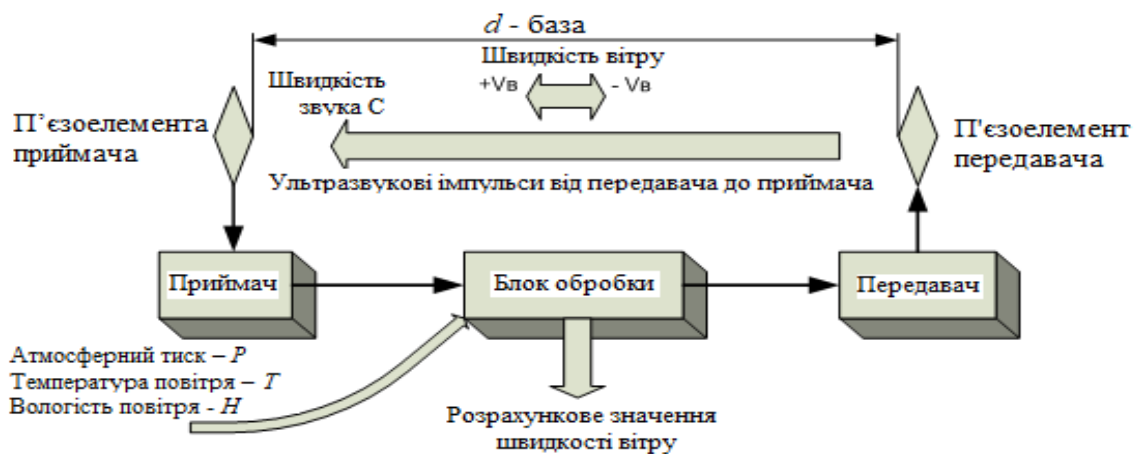 d - база
Швидкість вітру
+Vв - Vв
Швидкість
звука С
П’єзоелемента
приймача
П'єзоелемент
передавача
Ультразвукові імпульси від передавача до приймача
Приймач
Блок обробки
Передавач
Атмосферний тиск – P
Температура повітря – T
Вологість повітря - H
Розрахункове значення
швидкості вітру